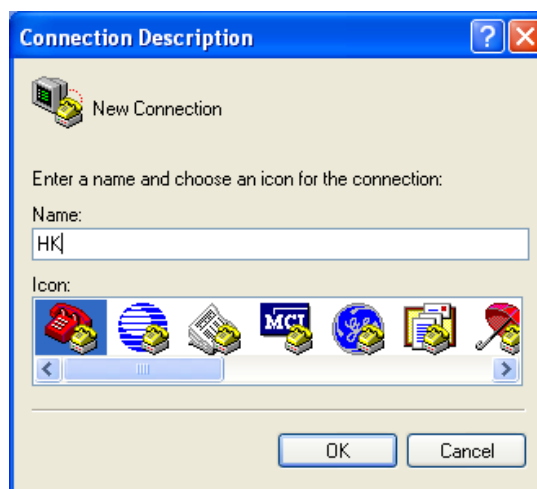 Connection Description
New Connection
Enter a name and choose an icon for the connection:
Name:
HK
Icon:
MCI
OK
Cancel